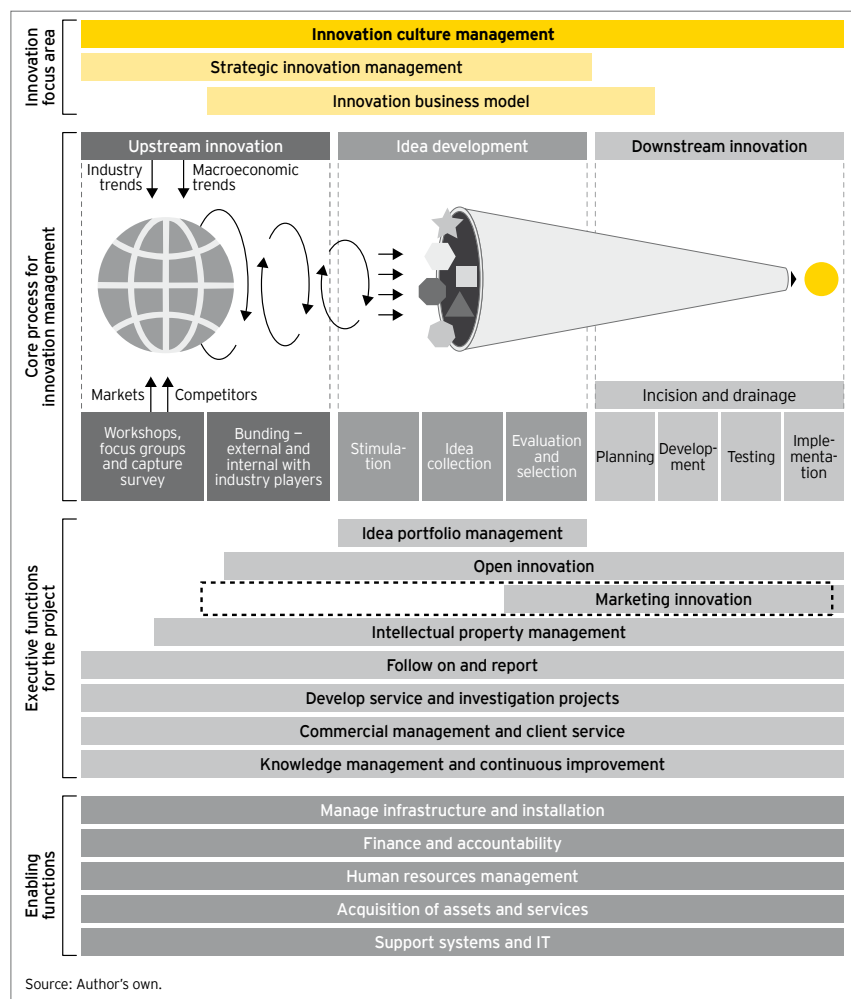 Innovation
focus area
Innovation culture management
Strategic innovation management
Innovation business model
Core process for
innovation management
Upstream innovation
Idea development
Downstream innovation
Industry
trends
Macroeconomic
trends
Markets
Competitors
Incision and drainage
Workshops,
focus groups
and capture
survey
Bunding –
external and
internal with
industry players
Stimula-
tion
Idea
collection
Evaluation
and
selection
Planning
Develop-
ment
Testing
Imple-
menta-
tion
Executive functions
for the project
Idea portfolio management
Open innovation
Marketing innovation
Intellectual property management
Follow on and report
Develop service and investigation projects
Commercial management and client service
Knowledge management and continuous improvement
Enabling
functions
Manage infrastructure and installation
Finance and accountability
Human resources management
Acquisition of assets and services
Support systems and IT
Source: Author's own.